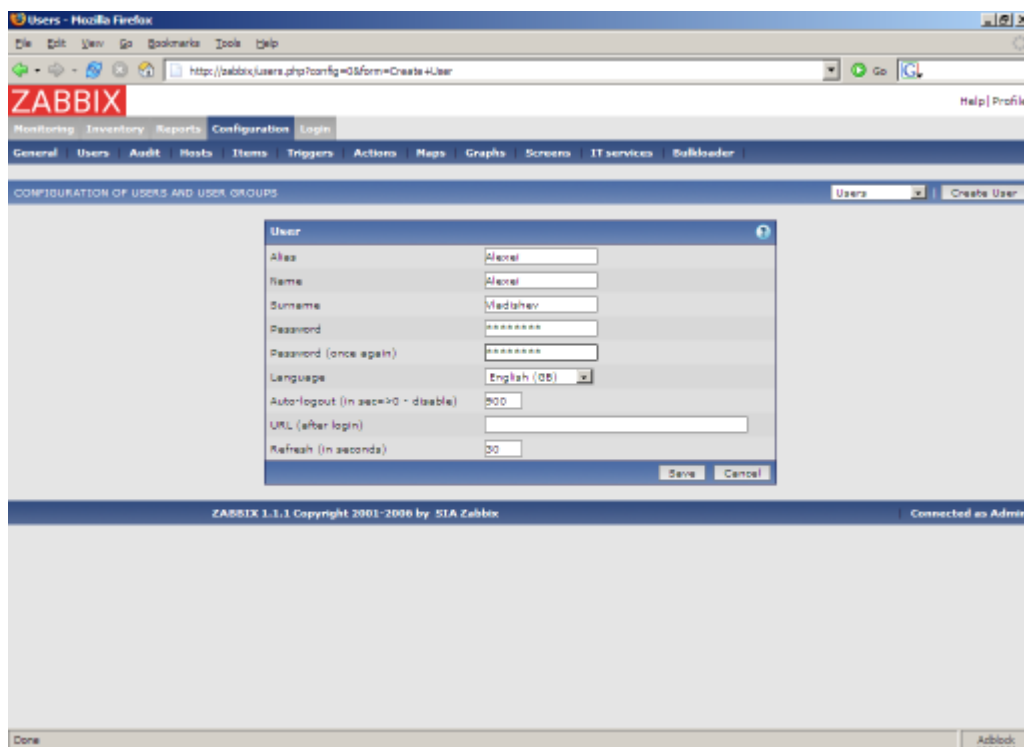 Users - Mozilla Firefox
File Edit View Go Bookmarks Tools Help
http://zabbix/users.php?config=0&form=Create+User Go
ZABBIX
Help | Profile
Monitoring Inventory Reports Configuration Login
General Users Audit Hosts Items Triggers Actions Maps Graphs Screens IT services Bulkloader
CONFIGURATION OF USERS AND USER GROUPS Users Create User
User
Alias Alexei
Name Alexei
Surname Vladishev
Password ********
Password (once again) ********
Language English (GB)
Auto-logout (in sec=>0 - disable) 900
URL (after login)
Refresh (in seconds) 30
Save Cancel
ZABBIX 1.1.1 Copyright 2001-2006 by SIA Zabbix Connected as Admin
Done Adblock